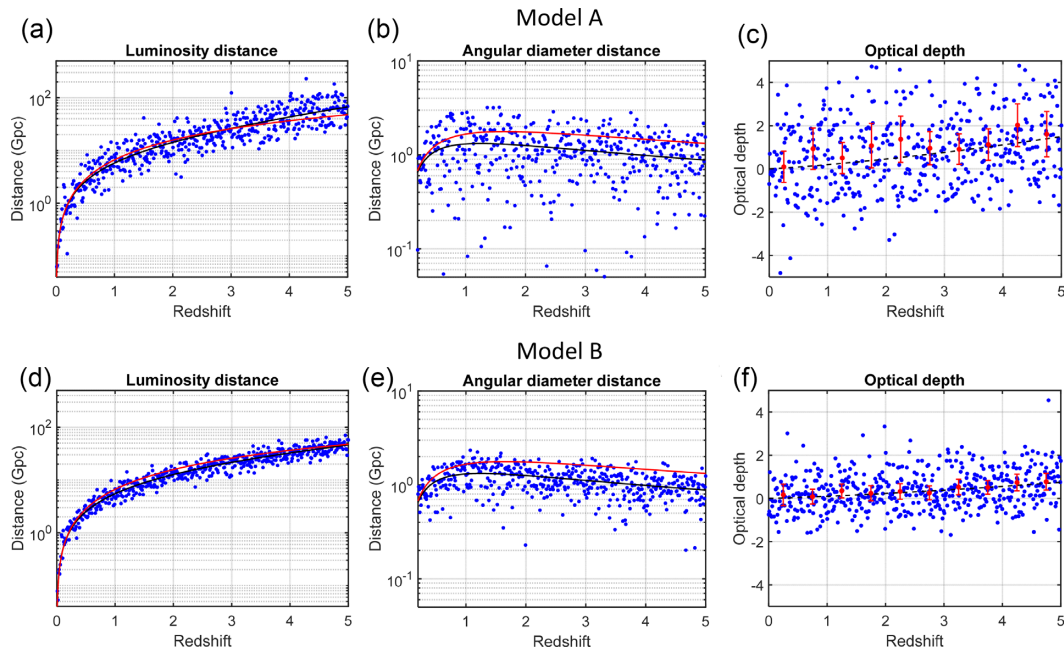 Model A
(a) (b) (c)
Luminosity distance Angular diameter distance Optical depth
Distance (Gpc)
10^2
10^0
0 1 2 3 4 5
Redshift
Distance (Gpc)
10^1
10^0
10^-1
1 2 3 4 5
Redshift
Optical depth
4
2
0
-2
-4
0 1 2 3 4 5
Redshift
Model B
(d) (e) (f)
Luminosity distance Angular diameter distance Optical depth
Distance (Gpc)
10^2
10^0
0 1 2 3 4 5
Redshift
Distance (Gpc)
10^1
10^0
10^-1
1 2 3 4 5
Redshift
Optical depth
4
2
0
-2
-4
0 1 2 3 4 5
Redshift